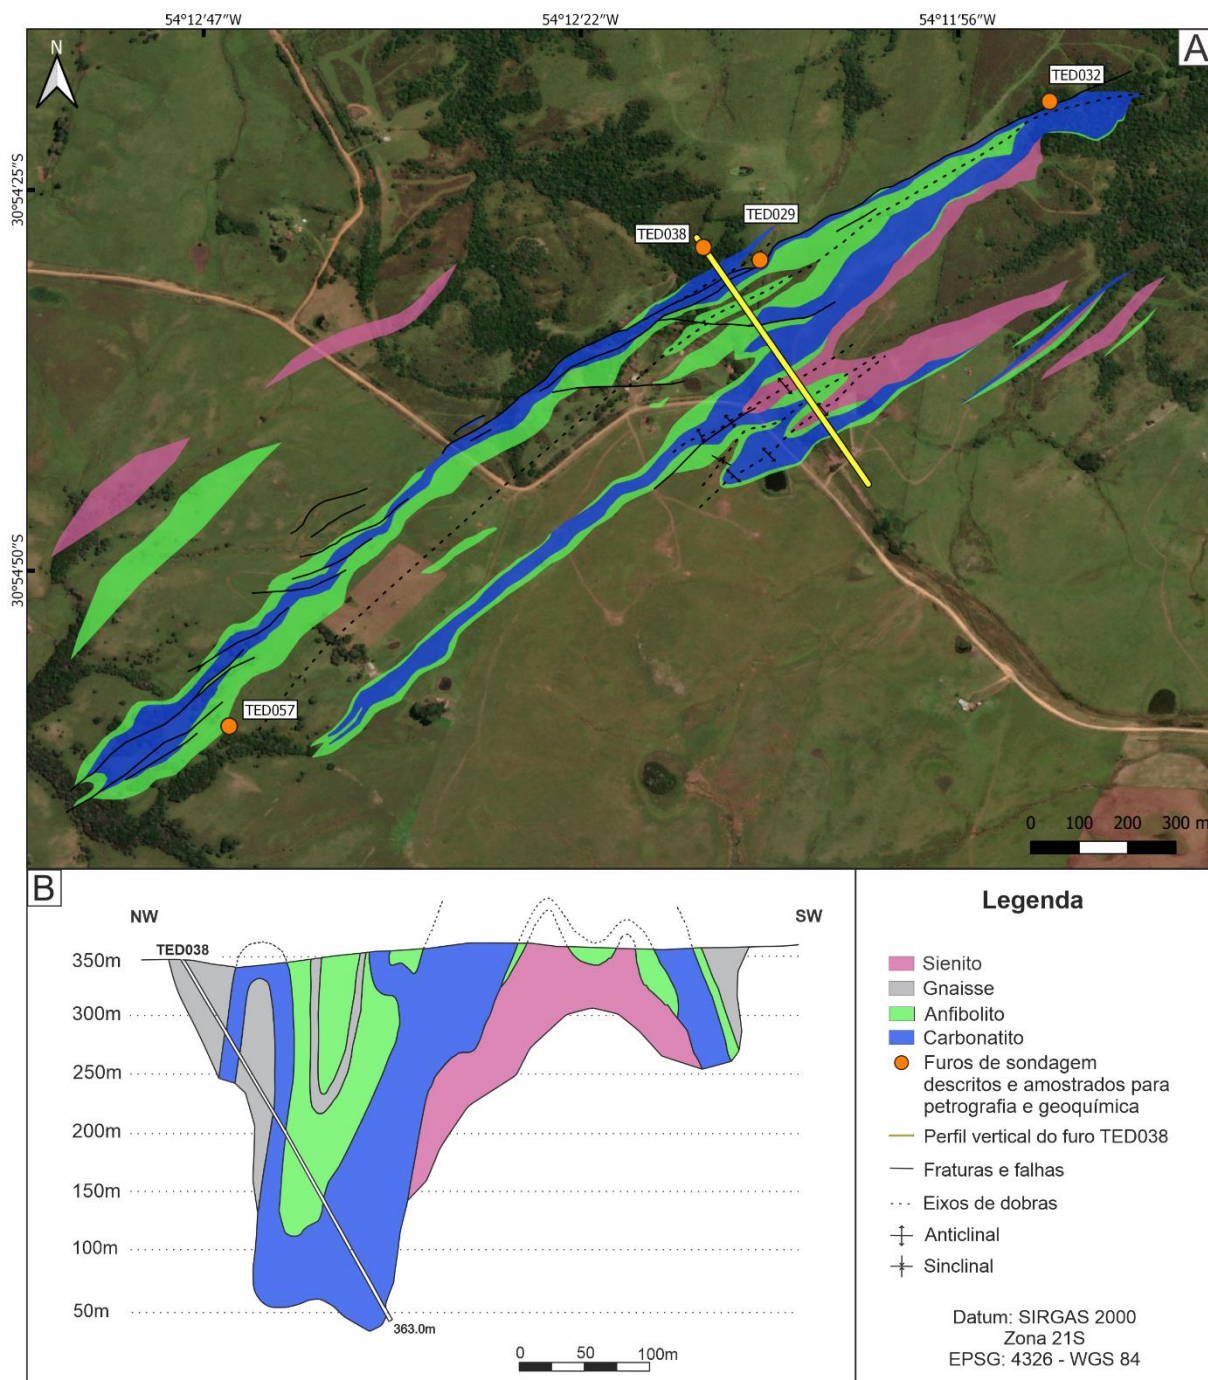 54°12′47″W
54°12′22″W
54°11′56″W
A
N
TED032
30°54′25″S
TED029
TED038
30°54′50″S
TED057
0 100 200 300 m
B
NW
SW
TED038
350m
300m
250m
200m
150m
100m
50m
363.0m
0 50 100m
Legenda
Sienito
Gnaisse
Anfibolito
Carbonatito
Furos de sondagem
descritos e amostrados para
petrografia e geoquímica
Perfil vertical do furo TED038
Fraturas e falhas
Eixos de dobras
Anticlinal
Sinclinal
Datum: SIRGAS 2000
Zona 21S
EPSG: 4326 - WGS 84